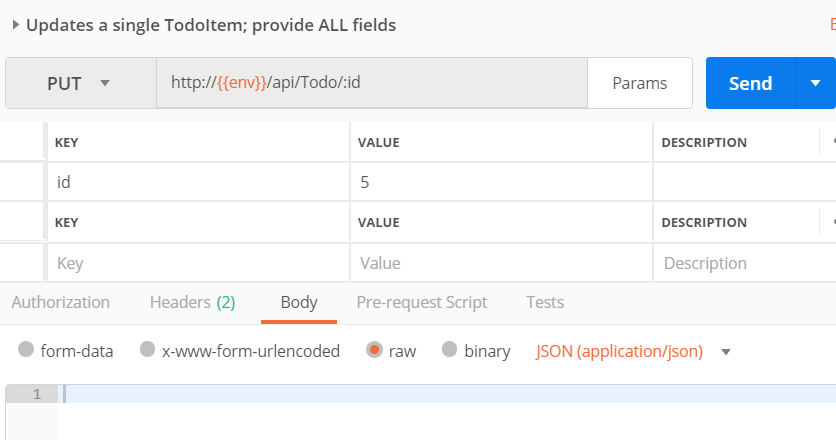 Updates a single TodoItem; provide ALL fields
PUT http://{{env}}/api/Todo/:id Params Send
KEY VALUE DESCRIPTION
id 5
KEY VALUE DESCRIPTION
Key Value Description
Authorization Headers (2) Body Pre-request Script Tests
form-data x-www-form-urlencoded raw binary JSON (application/json)
1